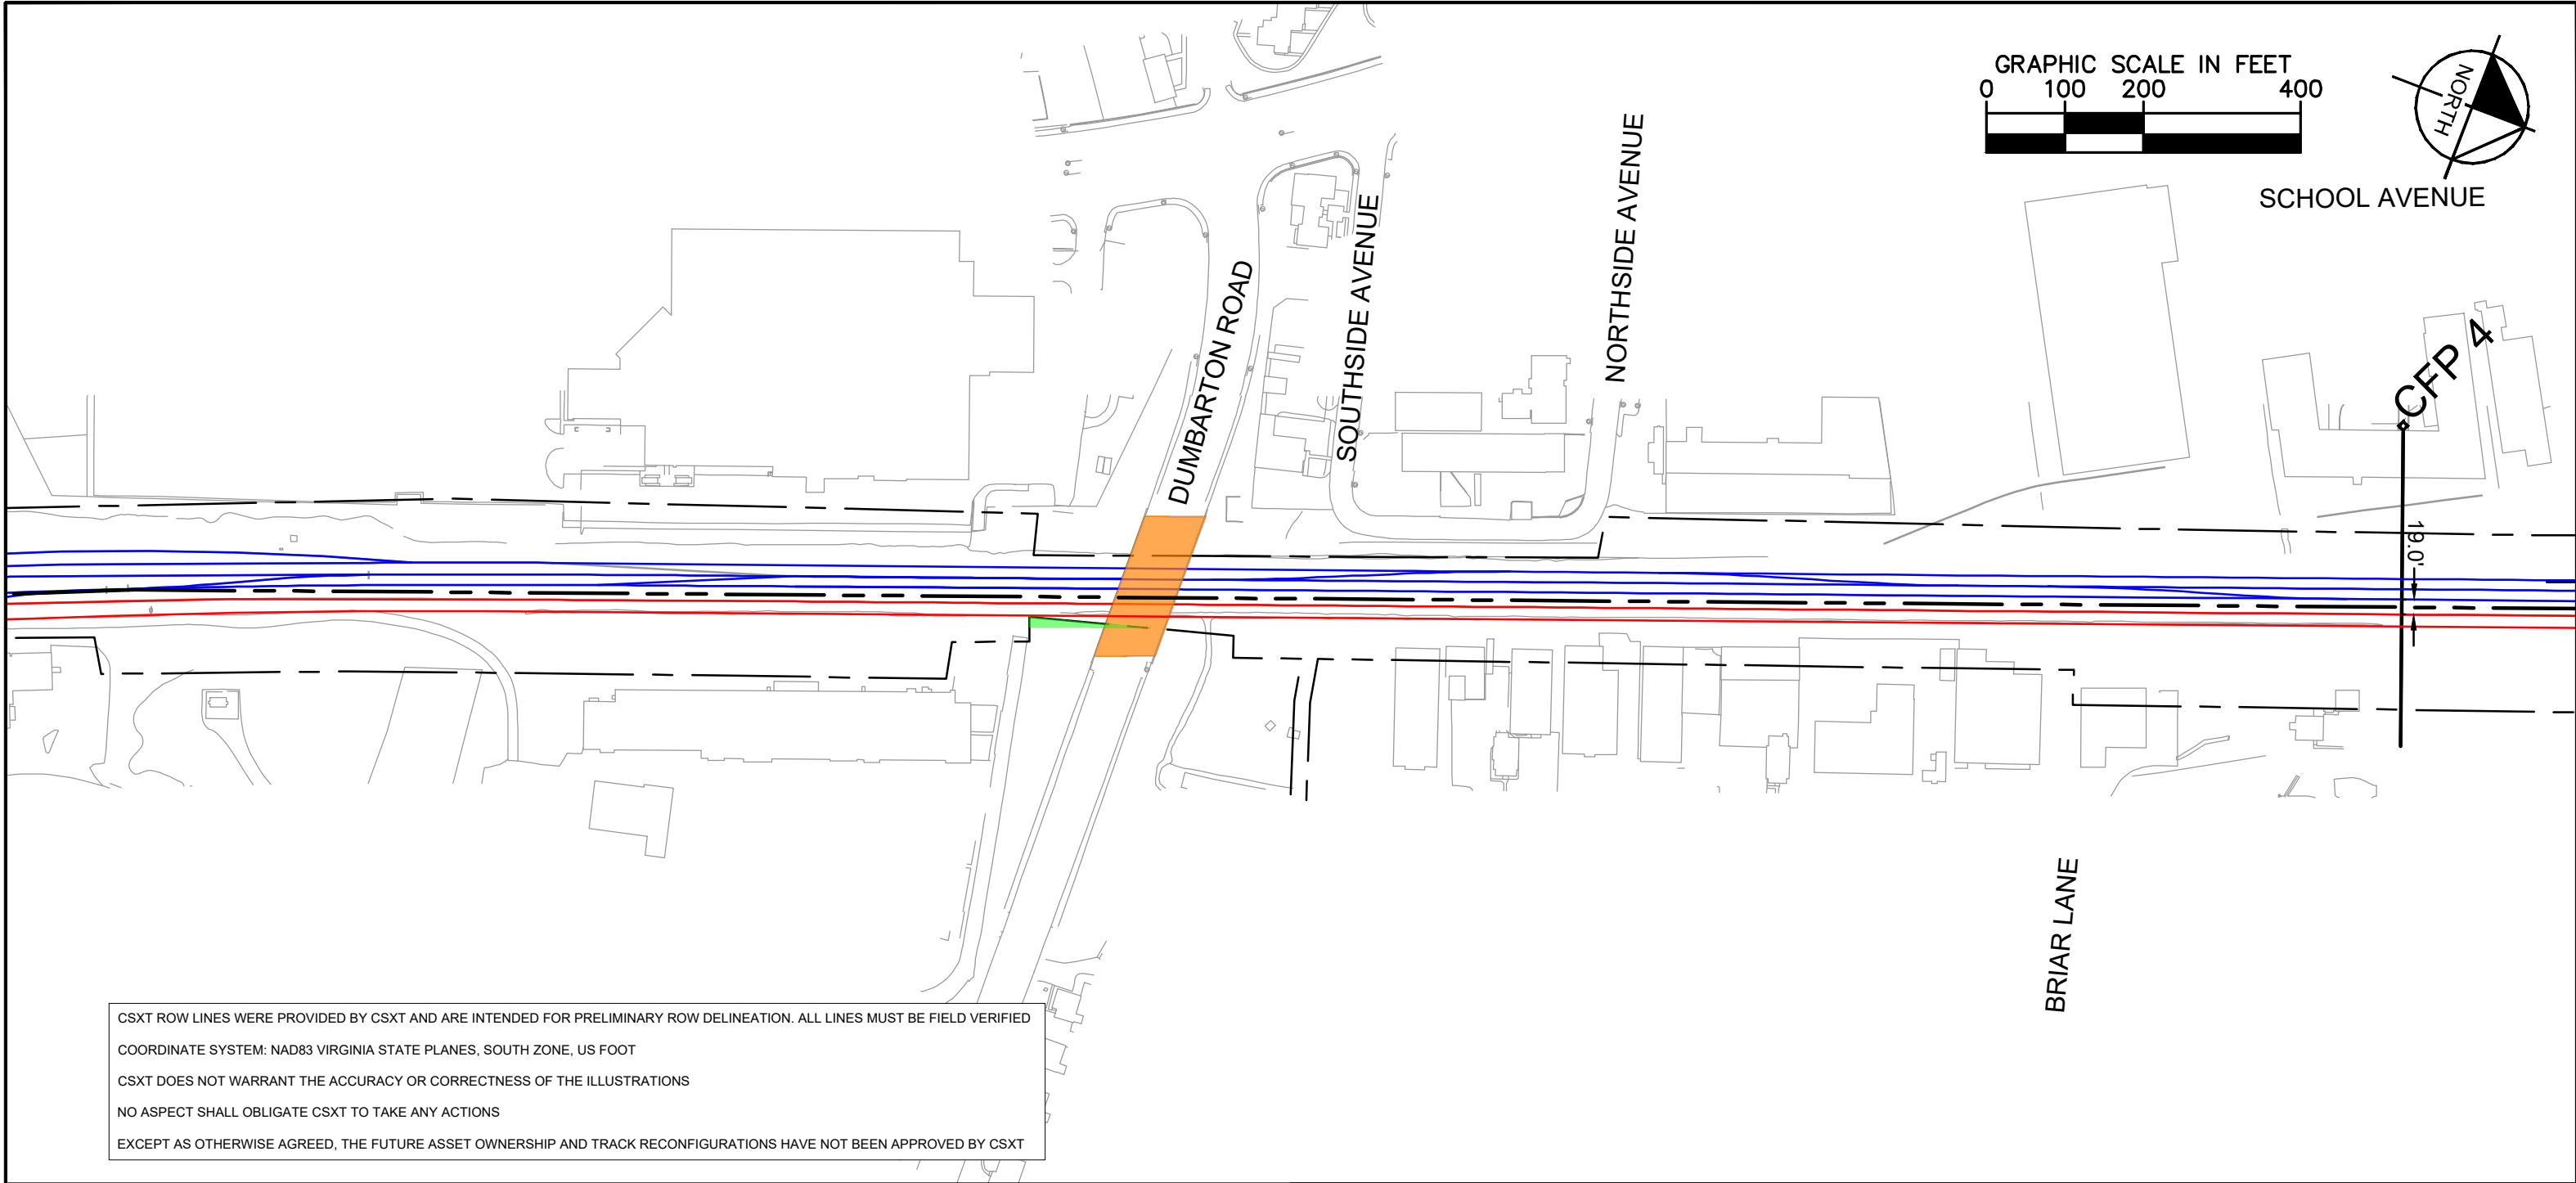 GRAPHIC SCALE IN FEET
0 100 200 400
NORTH
SCHOOL AVENUE
NORTHSIDE AVENUE
SOUTHSIDE AVENUE
DUMBARTON ROAD
CFP 4
19.0'
BRIAR LANE
CSXT ROW LINES WERE PROVIDED BY CSXT AND ARE INTENDED FOR PRELIMINARY ROW DELINEATION. ALL LINES MUST BE FIELD VERIFIED
COORDINATE SYSTEM: NAD83 VIRGINIA STATE PLANES, SOUTH ZONE, US FOOT
CSXT DOES NOT WARRANT THE ACCURACY OR CORRECTNESS OF THE ILLUSTRATIONS
NO ASPECT SHALL OBLIGATE CSXT TO TAKE ANY ACTIONS
EXCEPT AS OTHERWISE AGREED, THE FUTURE ASSET OWNERSHIP AND TRACK RECONFIGURATIONS HAVE NOT BEEN APPROVED BY CSXT